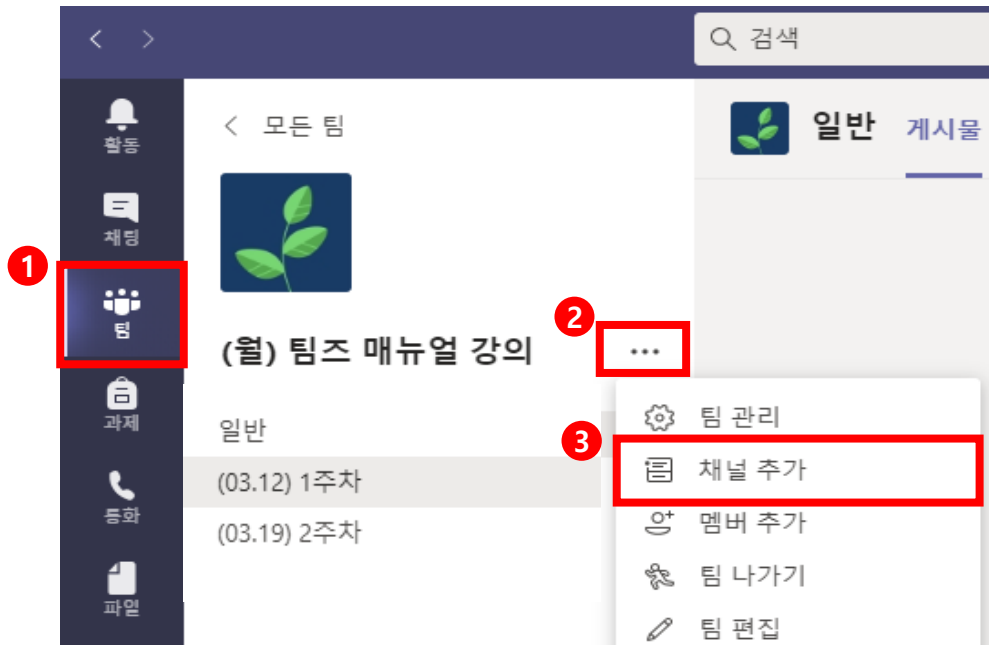 검색
활동
채팅
팀
과제
통화
파일
모든 팀
(월) 팀즈 매뉴얼 강의
일반
(03.12) 1주차
(03.19) 2주차
일반 게시물
1
2
3
팀 관리
채널 추가
멤버 추가
팀 나가기
팀 편집